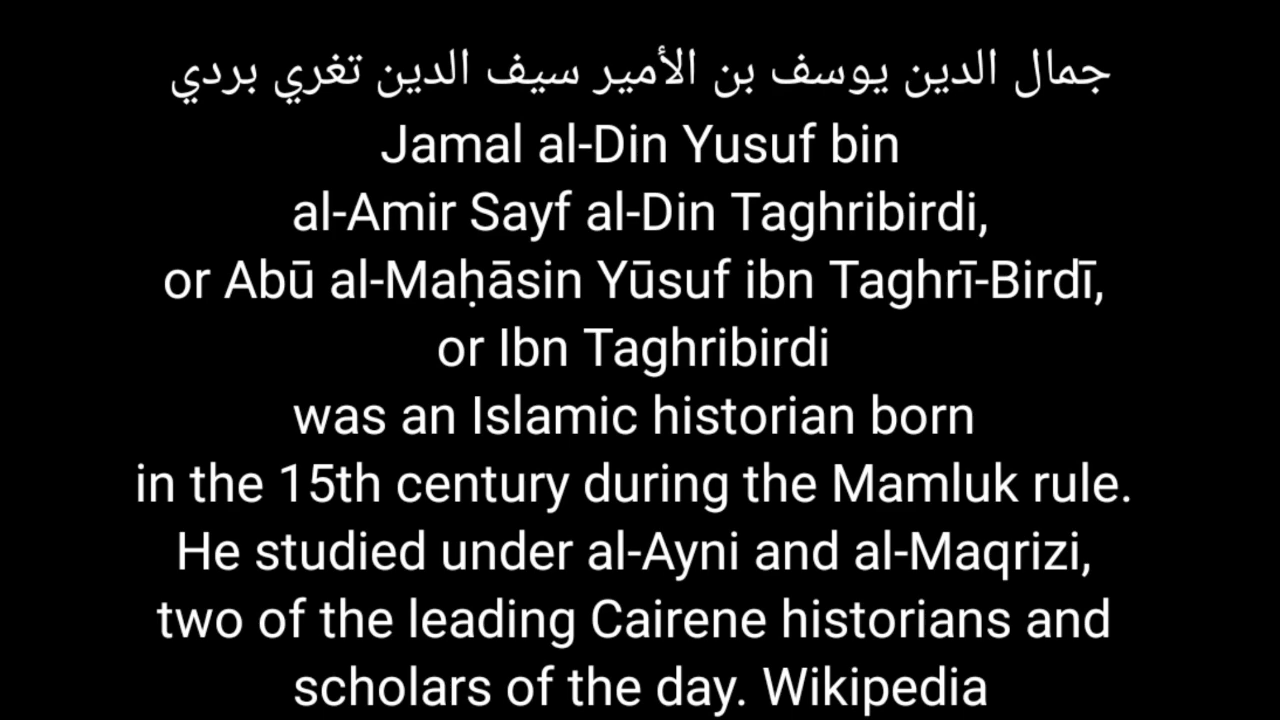 جمال الدين يوسف بن الأمير سيف الدين تغري بردي
Jamal al-Din Yusuf bin
al-Amir Sayf al-Din Taghribirdi,
or Abū al-Maḥāsin Yūsuf ibn Taghrī-Birdī,
or Ibn Taghribirdi
was an Islamic historian born
in the 15th century during the Mamluk rule.
He studied under al-Ayni and al-Maqrizi,
two of the leading Cairene historians and
scholars of the day. Wikipedia